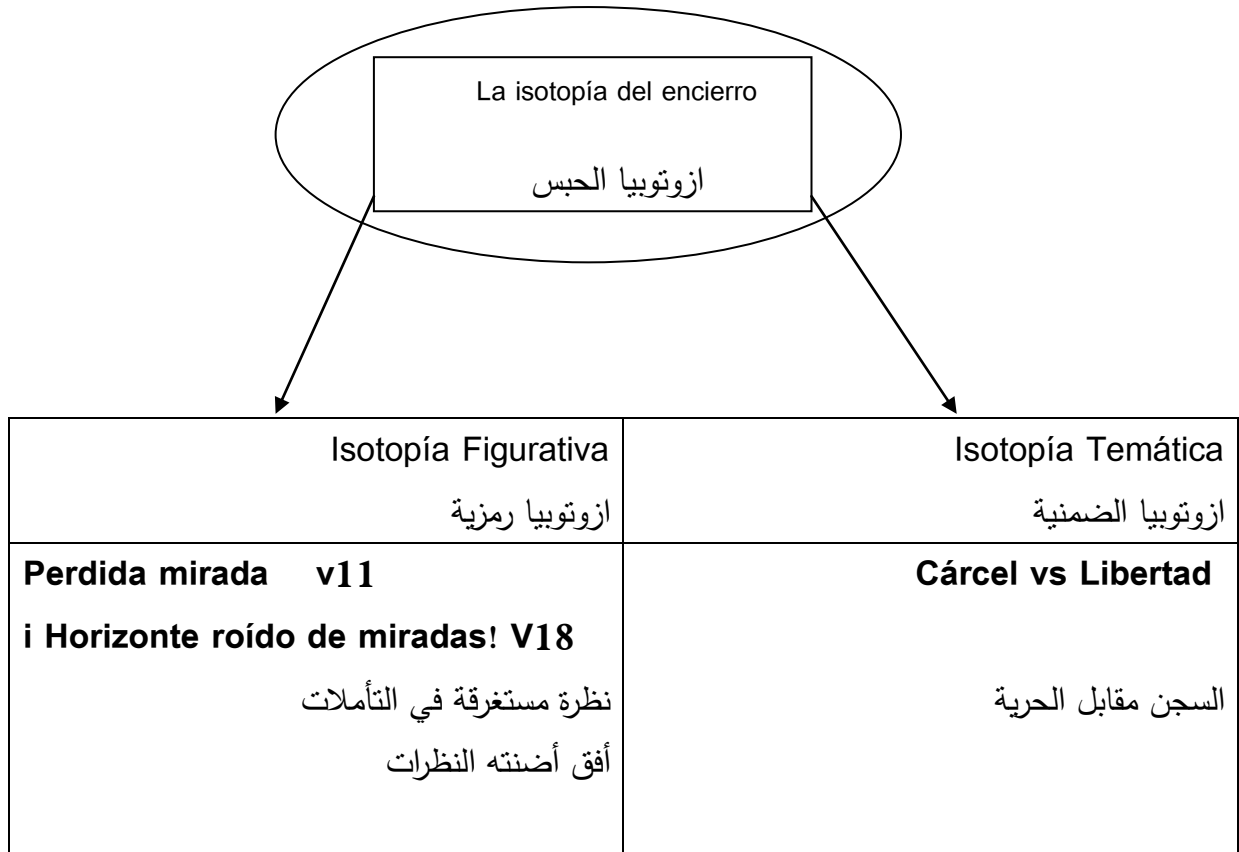 La isotopía del encierro
ازوتوبيا الحبس
Isotopía Figurativa
ازوتوبيا رمزية
Isotopía Temática
ازوتوبيا الضمنية
Perdida mirada v11
i Horizonte roído de miradas! V18
نظرة مستغرقة في التأملات
أفق أضنته النظرات
Cárcel vs Libertad
السجن مقابل الحرية